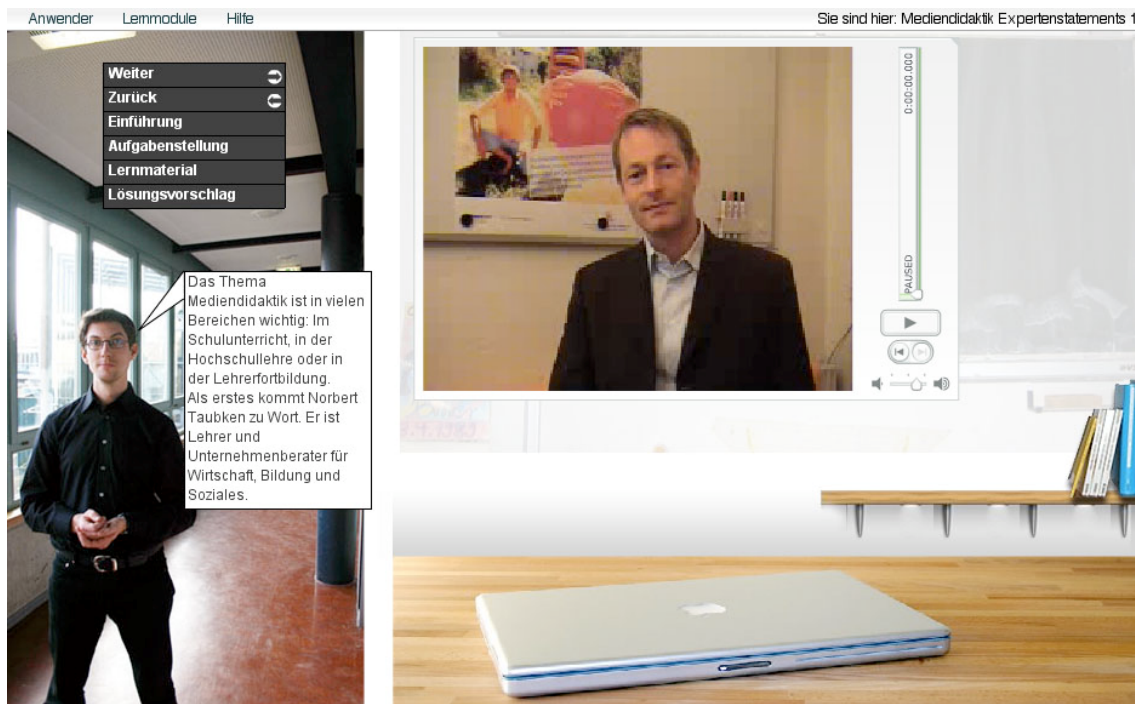 Anwender Lernmodule Hilfe
Sie sind hier: Mediendidaktik Expertenstatements 1
Weiter
Zurück
Einführung
Aufgabenstellung
Lernmaterial
Lösungsvorschlag
Das Thema
Mediendidaktik ist in vielen
Bereichen wichtig: Im
Schulunterricht, in der
Hochschullehre oder in
der Lehrerfortbildung.
Als erstes kommt Norbert
Taubken zu Wort. Er ist
Lehrer und
Unternehmenberater für
Wirtschaft, Bildung und
Soziales.
0:00:00.000
PAUSED